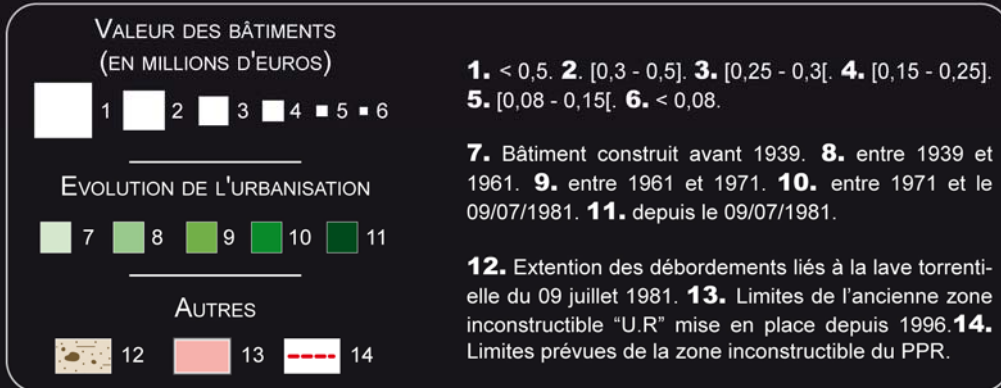 VALEUR DES BÂTIMENTS
(EN MILLIONS D'EUROS)
1 2 3 4 5 6
EVOLUTION DE L'URBANISATION
7 8 9 10 11
AUTRES
12 13 14
1. < 0,5. 2. [0,3 - 0,5]. 3. [0,25 - 0,3[. 4. [0,15 - 0,25].
5. [0,08 - 0,15[. 6. < 0,08.
7. Bâtiment construit avant 1939. 8. entre 1939 et
1961. 9. entre 1961 et 1971. 10. entre 1971 et le
09/07/1981. 11. depuis le 09/07/1981.
12. Extention des débordements liés à la lave torrenti-
elle du 09 juillet 1981. 13. Limites de l'ancienne zone
inconstructible “U.R” mise en place depuis 1996.14.
Limites prévues de la zone inconstructible du PPR.